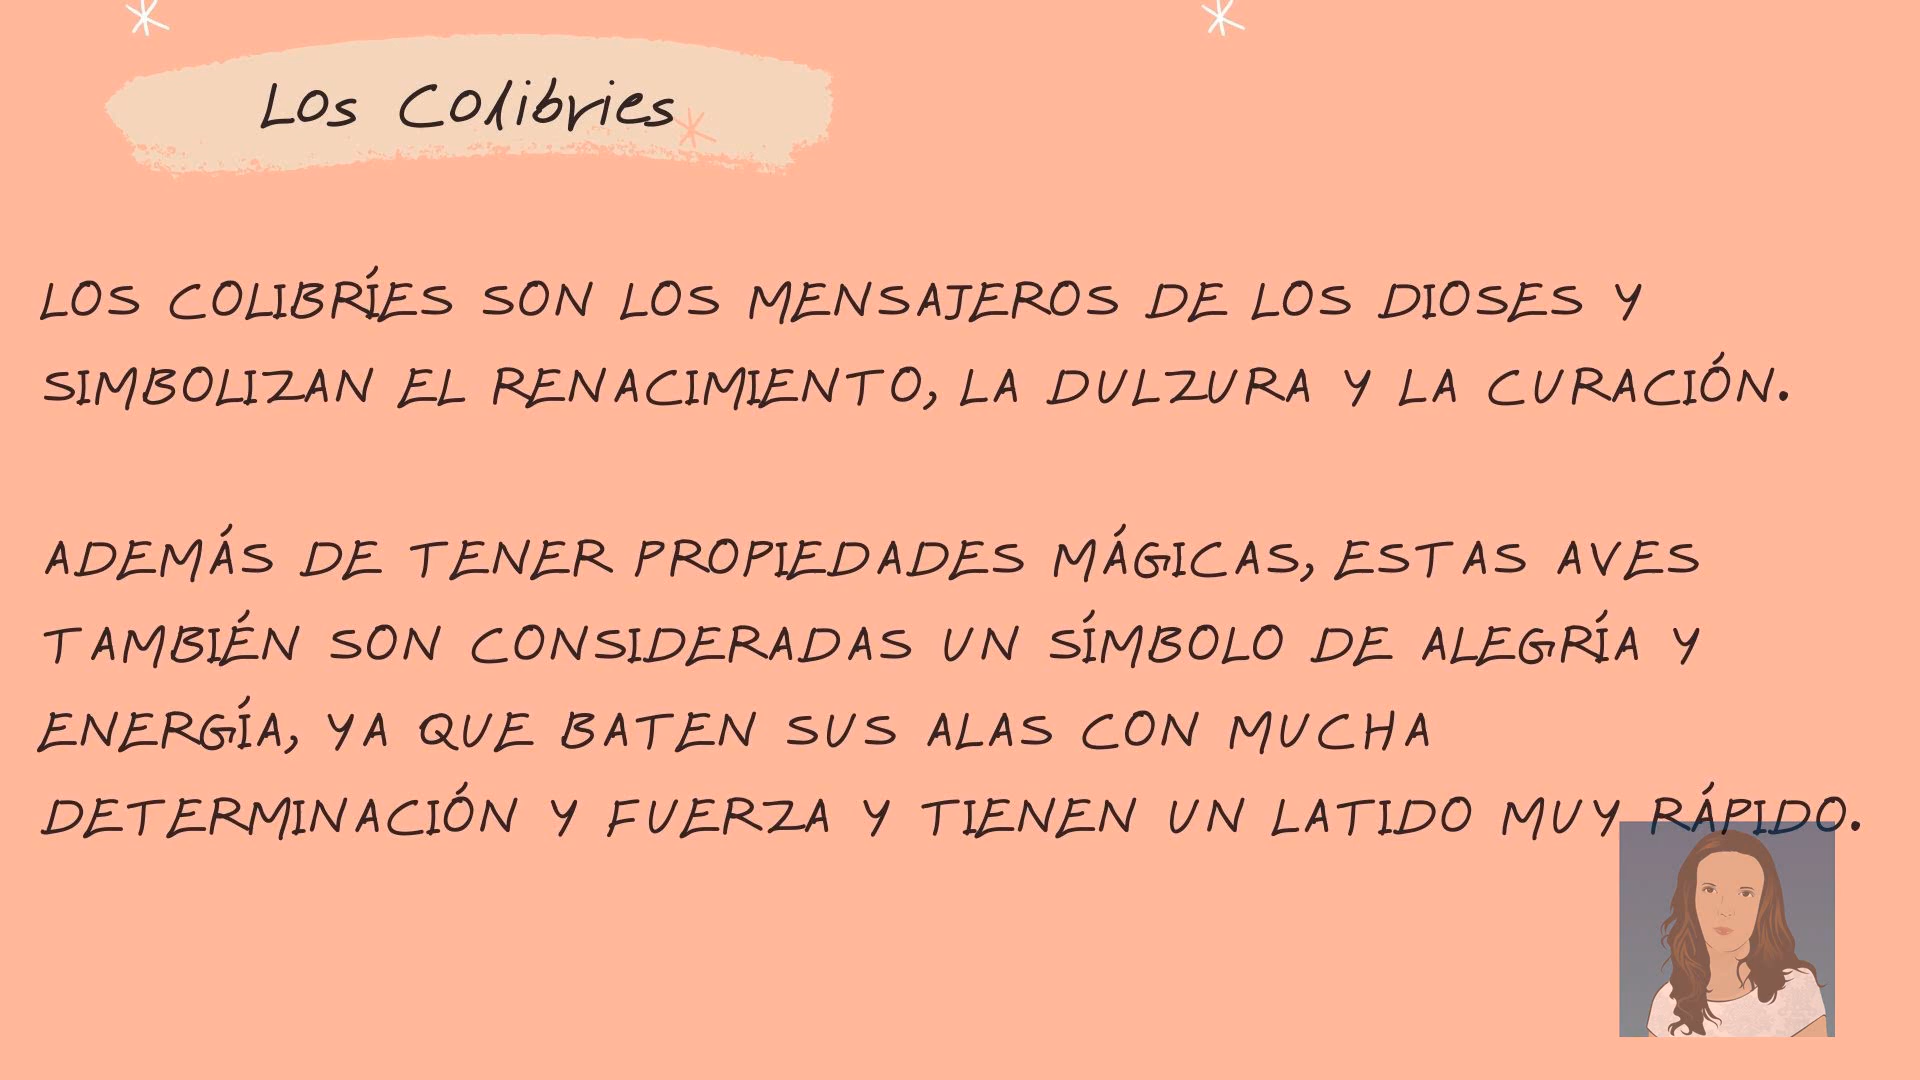 Los Colibries
LOS COLIBRÍES SON LOS MENSAJEROS DE LOS DIOSES Y
SIMBOLIZAN EL RENACIMIENTO, LA DULZURA Y LA CURACIÓN.
ADEMÁS DE TENER PROPIEDADES MÁGICAS, ESTAS AVES
TAMBIÉN SON CONSIDERADAS UN SÍMBOLO DE ALEGRÍA Y
ENERGÍA, YA QUE BATEN SUS ALAS CON MUCHA
DETERMINACIÓN Y FUERZA Y TIENEN UN LATIDO MUY RÁPIDO.